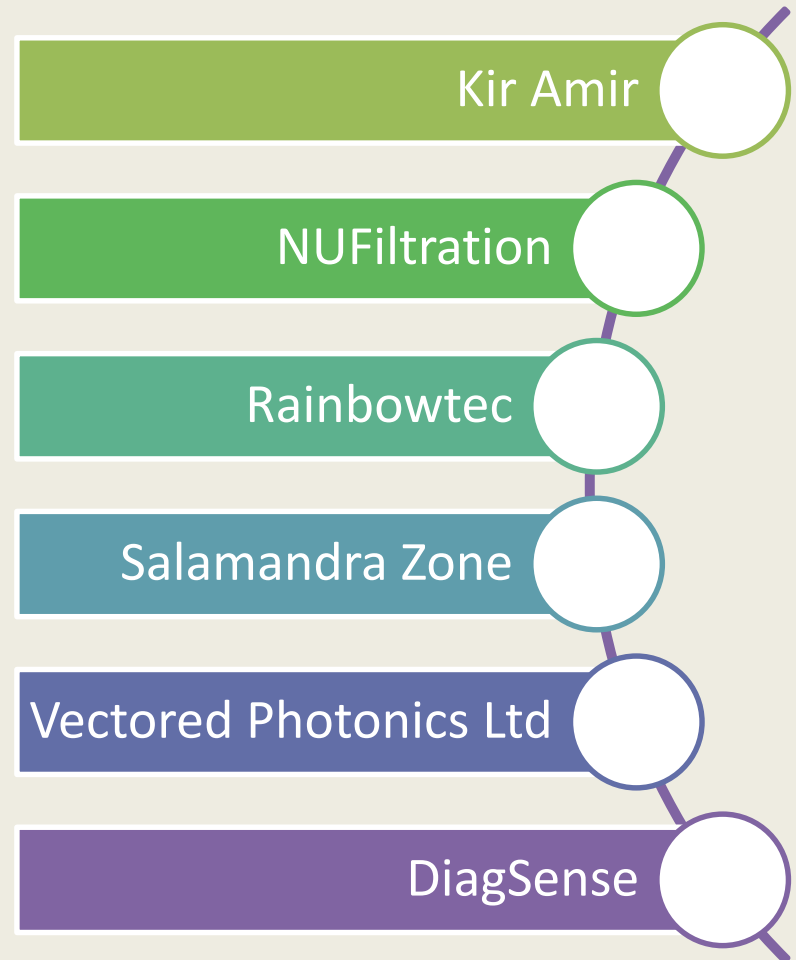 Kir Amir
NUFiltration
Rainbowtec
Salamandra Zone
Vectored Photonics Ltd
DiagSense